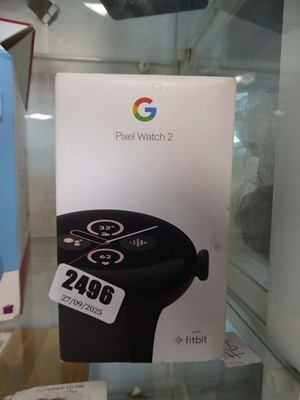 G
Pixel Watch 2
32°
62
2496
27/09/2025
with
fitbit